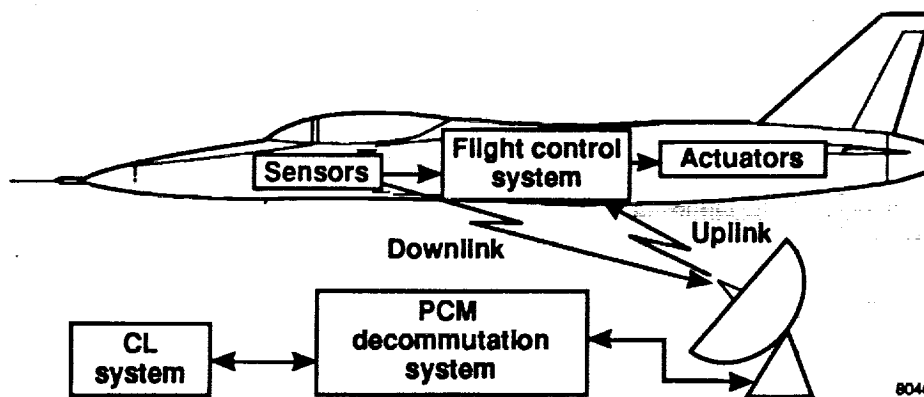 Sensors
Flight control
system
Actuators
Downlink
Uplink
CL
system
PCM
decommutation
system